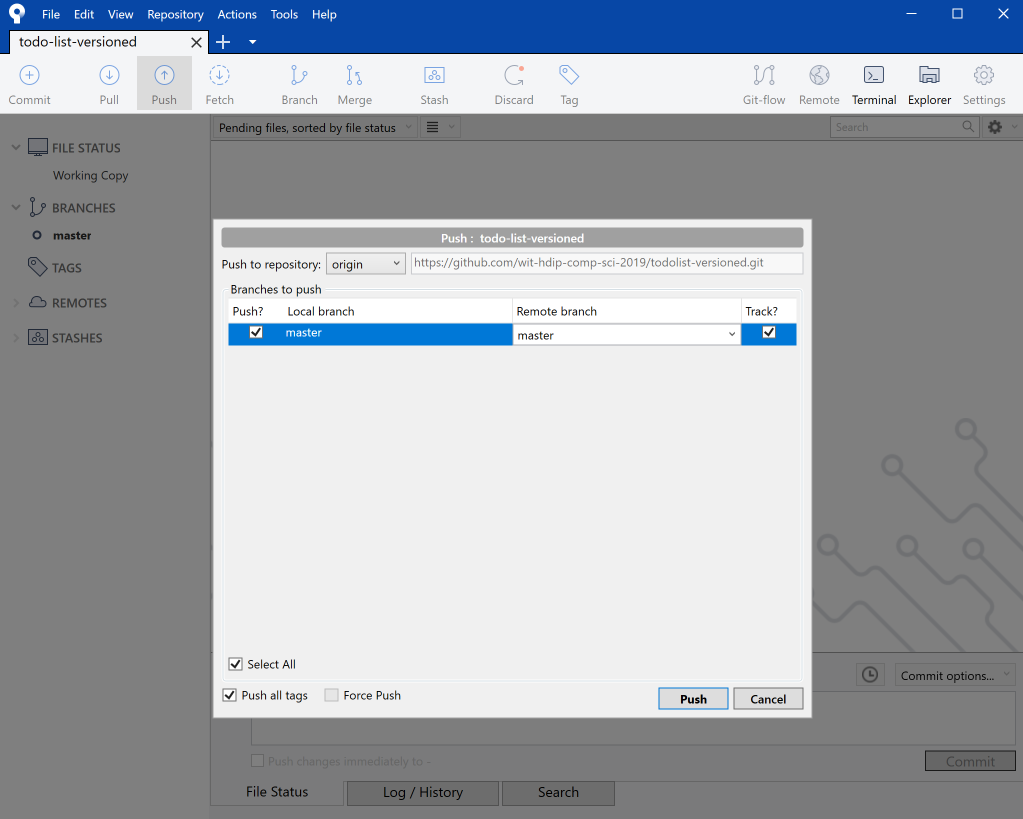 File Edit View Repository Actions Tools Help
todo-list-versioned
Commit Pull Push Fetch Branch Merge Stash Discard Tag Git-flow Remote Terminal Explorer Settings
Pending files, sorted by file status
Search
FILE STATUS
Working Copy
BRANCHES
master
TAGS
REMOTES
STASHES
Push : todo-list-versioned
Push to repository: origin https://github.com/wit-hdip-comp-sci-2019/todolist-versioned.git
Branches to push
Push? Local branch Remote branch Track?
master master
Select All
Push all tags Force Push
Push Cancel
Commit options...
Push changes immediately to -
Commit
File Status Log / History Search